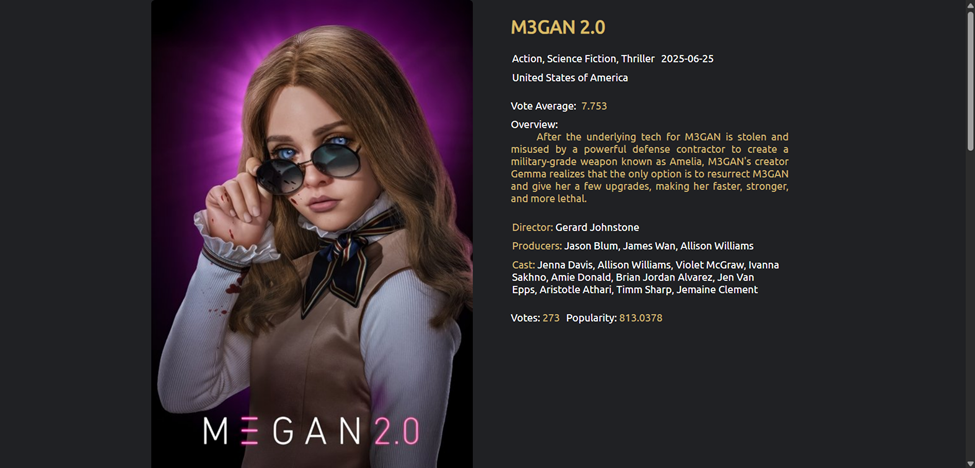 M3GAN 2.0
Action, Science Fiction, Thriller 2025-06-25
United States of America
Vote Average: 7.753
Overview:
After the underlying tech for M3GAN is stolen and
misused by a powerful defense contractor to create a
military-grade weapon known as Amelia, M3GAN's creator
Gemma realizes that the only option is to resurrect M3GAN
and give her a few upgrades, making her faster, stronger,
and more lethal.
Director: Gerard Johnstone
Producers: Jason Blum, James Wan, Allison Williams
Cast: Jenna Davis, Allison Williams, Violet McGraw, Ivanna
Sakhno, Amie Donald, Brian Jordan Alvarez, Jen Van
Epps, Aristotle Athari, Timm Sharp, Jemaine Clement
Votes: 273 Popularity: 813.0378
MΞGAN 2.0